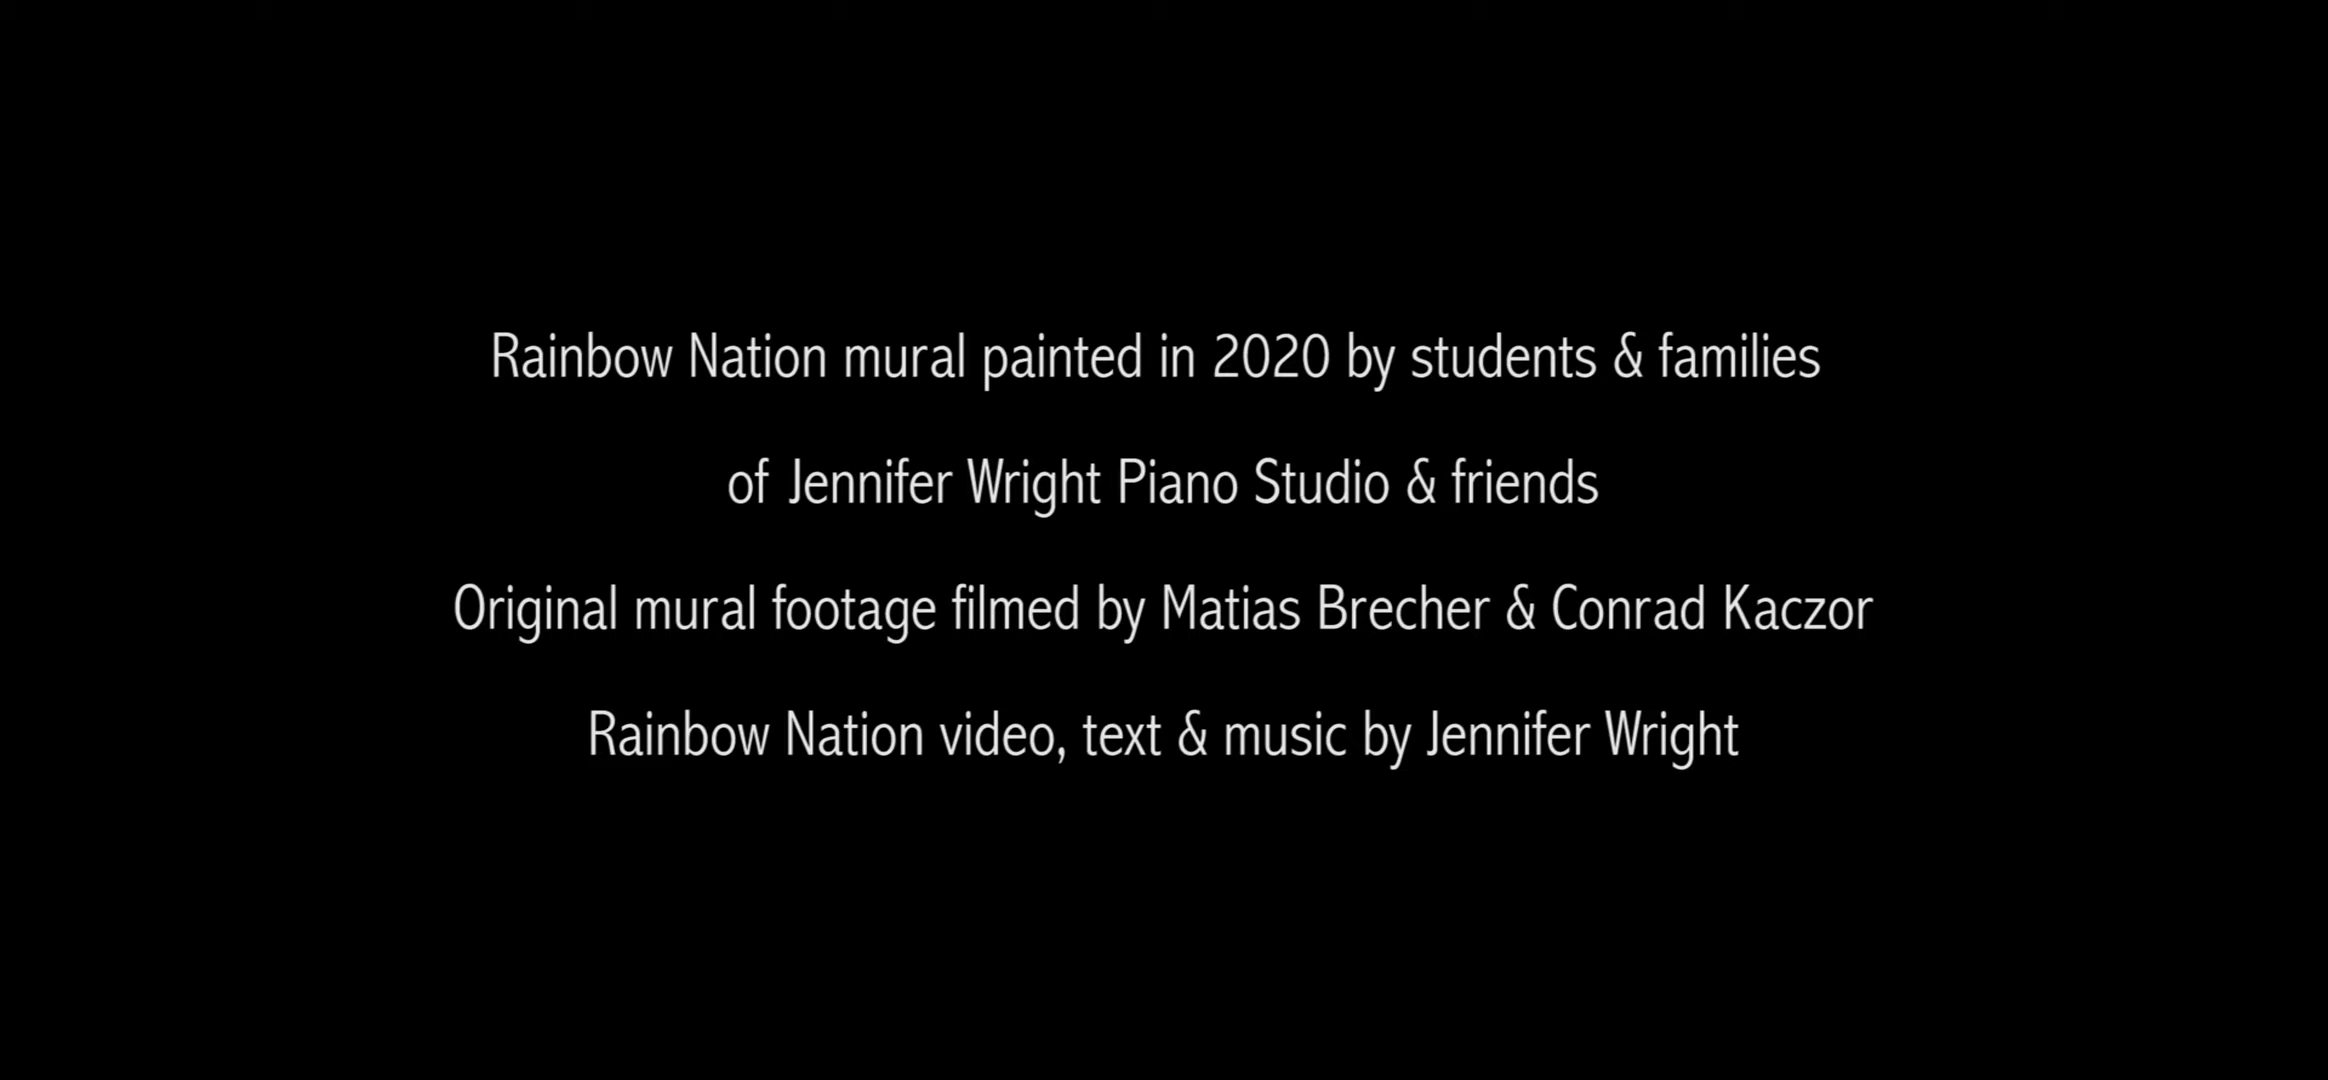 Rainbow Nation mural painted in 2020 by students & families
of Jennifer Wright Piano Studio & friends
Original mural footage filmed by Matias Brecher & Conrad Kaczor
Rainbow Nation video, text & music by Jennifer Wright